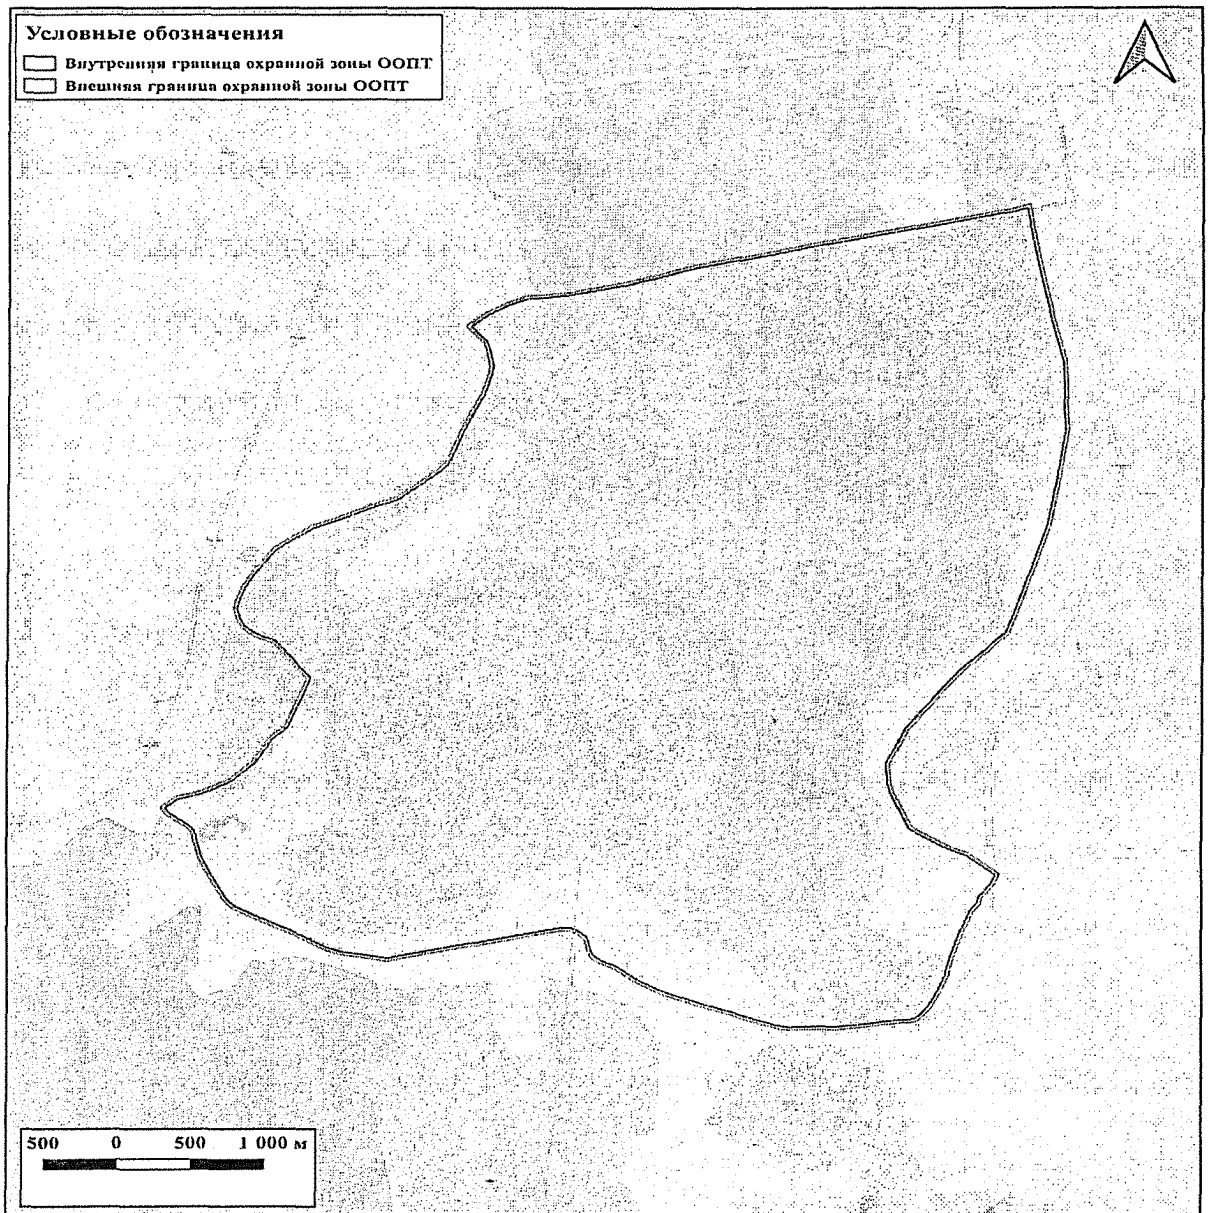 Условные обозначения
Внутренняя граница охранной зоны ООПТ
Внешняя граница охранной зоны ООПТ
500 0 500 1 000 м